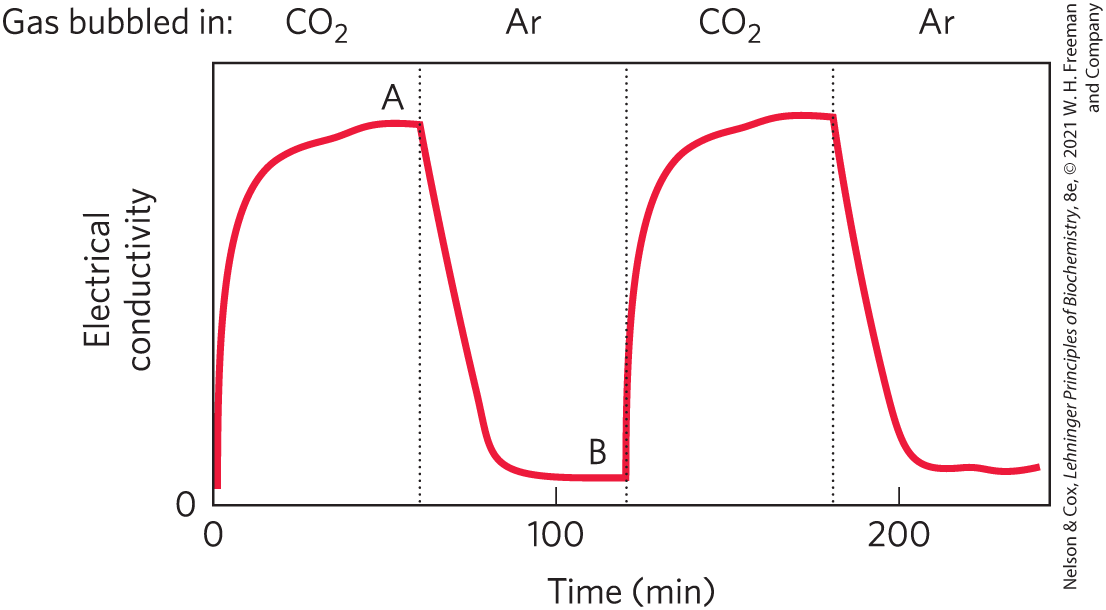 Gas bubbled in: CO₂ Ar CO₂ Ar
A
B
Electrical
conductivity
0
0 100 200
Time (min)
Nelson & Cox, Lehninger Principles of Biochemistry, 8e, © 2021 W. H. Freeman
and Company